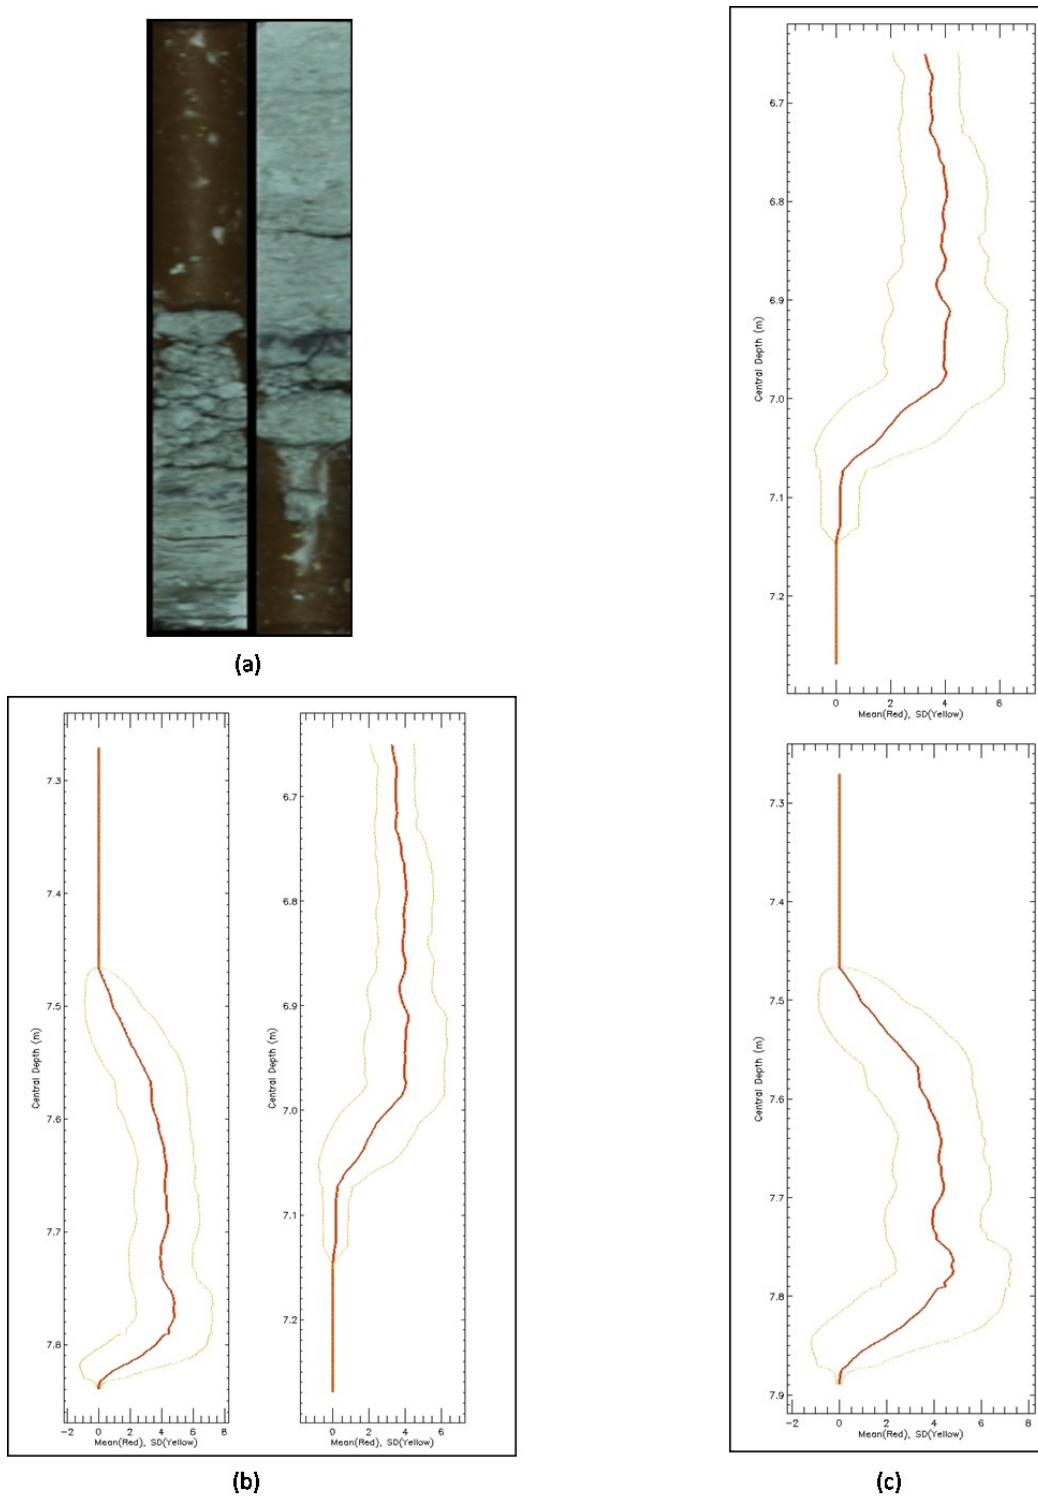 (a)
7.3
7.4
7.5
7.6
7.7
7.8
Central Depth (m)
-2 0 2 4 6 8
Mean(Red), SD(Yellow)
6.7
6.8
6.9
7.0
7.1
7.2
Central Depth (m)
0 2 4 6
Mean(Red), SD(Yellow)
(b)
6.7
6.8
6.9
7.0
7.1
7.2
Central Depth (m)
0 2 4 6
Mean(Red), SD(Yellow)
7.3
7.4
7.5
7.6
7.7
7.8
7.9
Central Depth (m)
-2 0 2 4 6 8
Mean(Red), SD(Yellow)
(c)